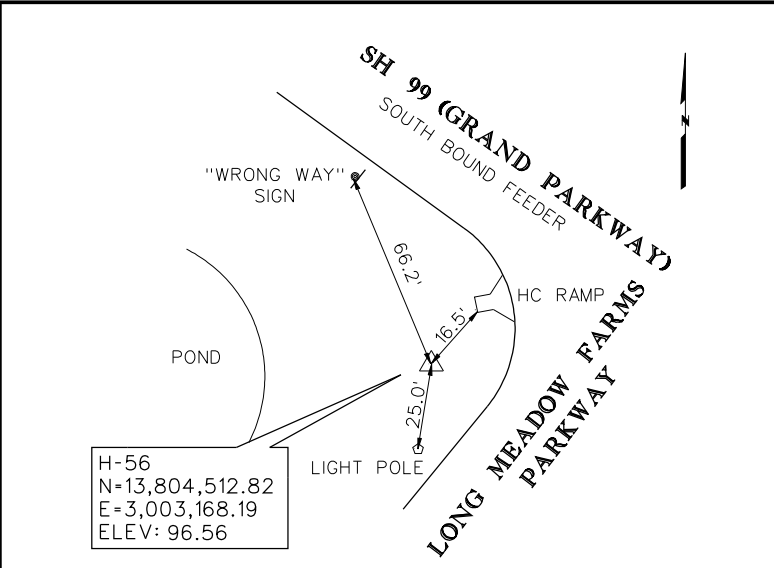 SH 99 (GRAND PARKWAY)
SOUTH BOUND FEEDER
N
"WRONG WAY"
SIGN
66.2'
HC RAMP
16.5'
POND
25.0'
LONG MEADOW FARMS
PARKWAY
LIGHT POLE
H-56
N=13,804,512.82
E=3,003,168.19
ELEV: 96.56